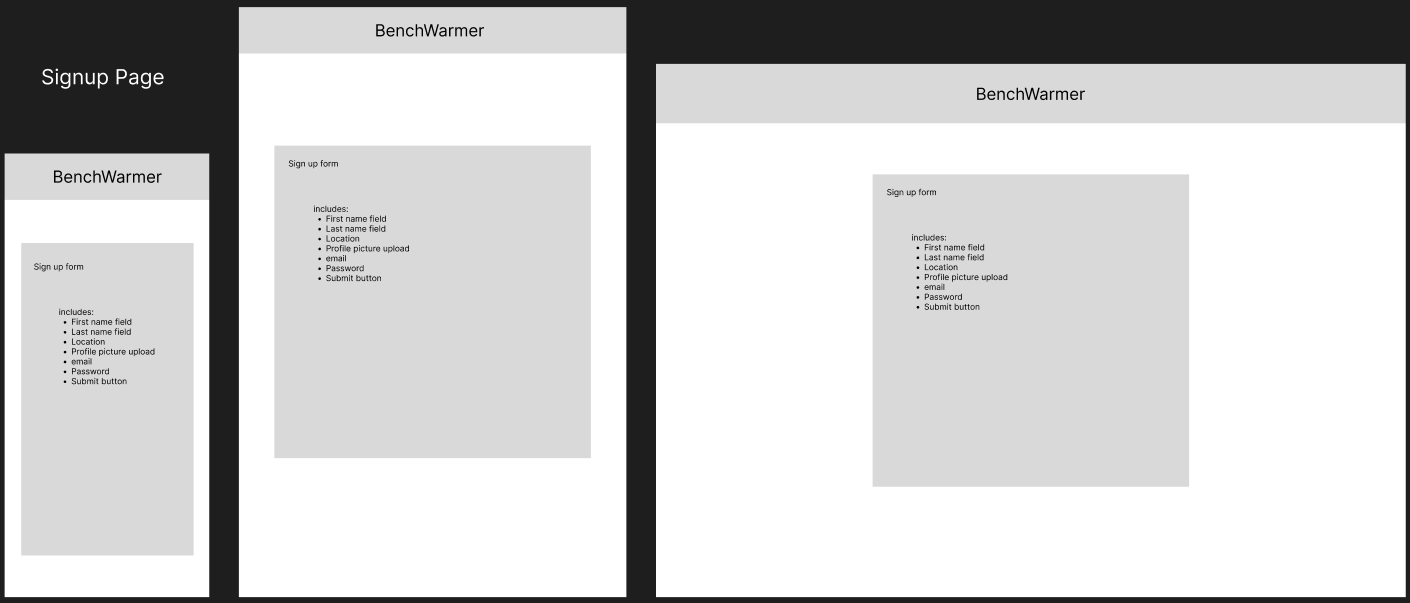 Signup Page
BenchWarmer
Sign up form
includes:
• First name field
• Last name field
• Location
• Profile picture upload
• email
• Password
• Submit button
BenchWarmer
Sign up form
includes:
• First name field
• Last name field
• Location
• Profile picture upload
• email
• Password
• Submit button
BenchWarmer
Sign up form
includes:
• First name field
• Last name field
• Location
• Profile picture upload
• email
• Password
• Submit button